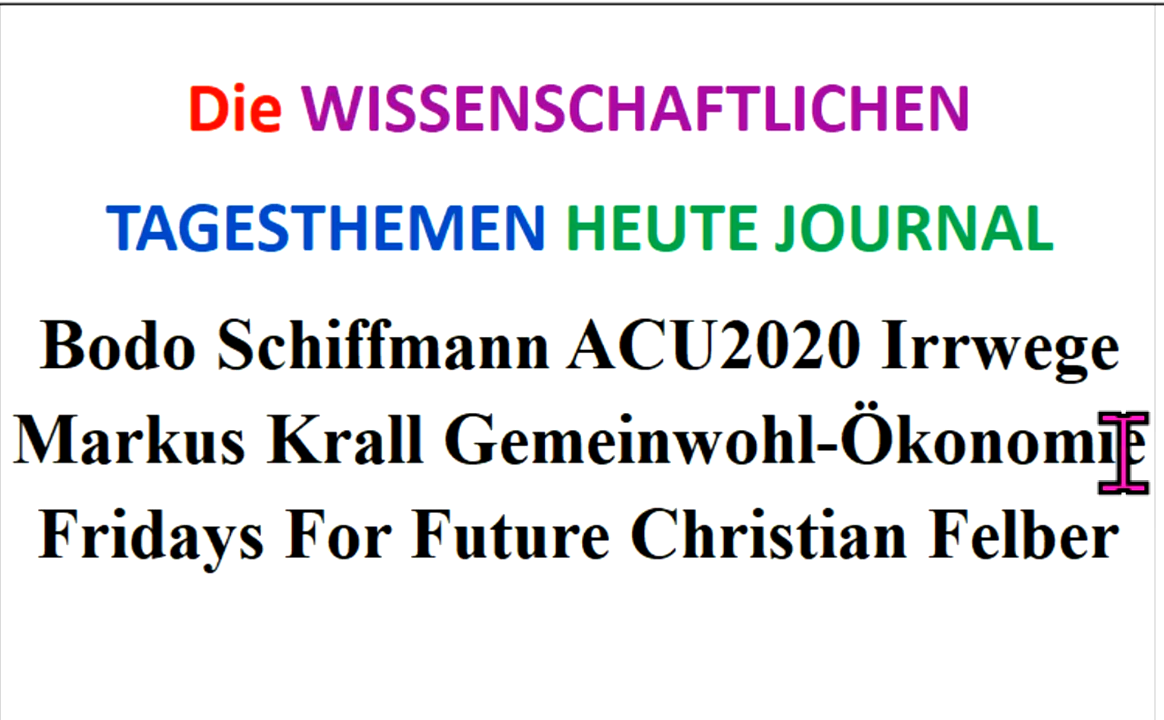 Die WISSENSCHAFTLICHEN
TAGESTHEMEN HEUTE JOURNAL
Bodo Schiffmann ACU2020 Irrwege
Markus Krall Gemeinwohl-Ökonomie
Fridays For Future Christian Felber